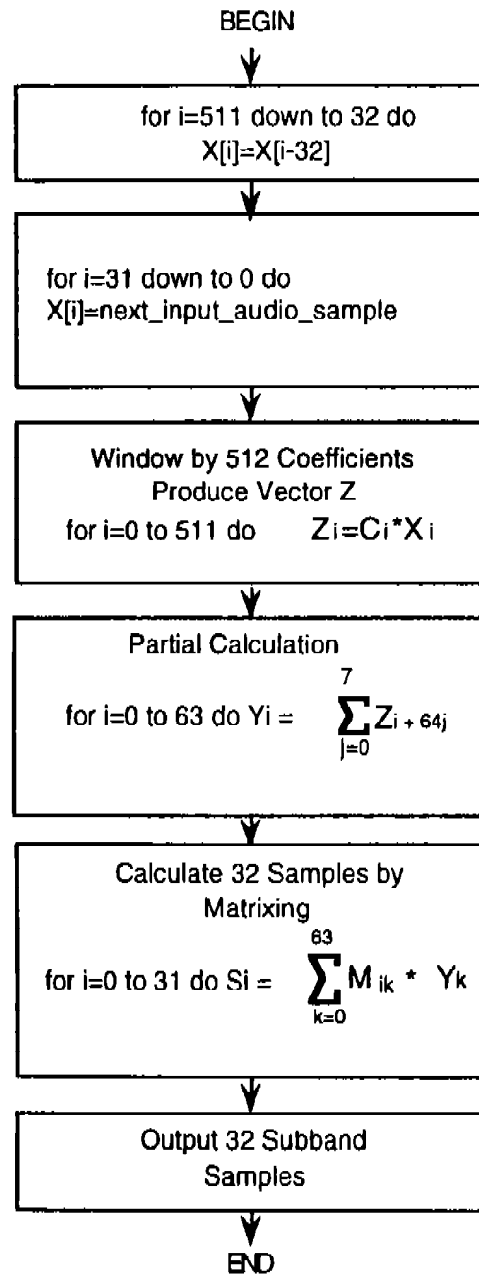 BEGIN
for i=511 down to 32 do
X[i]=X[i-32]
for i=31 down to 0 do
X[i]=next_input_audio_sample
Window by 512 Coefficients
Produce Vector Z
for i=0 to 511 do Zi=Ci*Xi
Partial Calculation
7
for i=0 to 63 do Yi = ∑ Zi + 64j
j=0
Calculate 32 Samples by
Matrixing
63
for i=0 to 31 do Si = ∑ Mik * Yk
k=0
Output 32 Subband
Samples
END